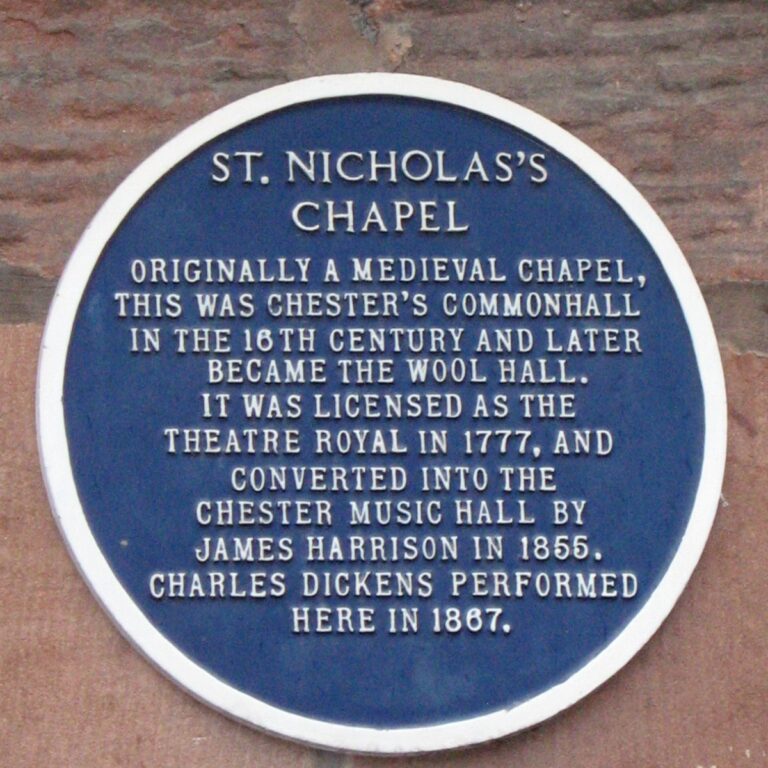 ST. NICHOLAS'S
CHAPEL
ORIGINALLY A MEDIEVAL CHAPEL,
THIS WAS CHESTER'S COMMONHALL
IN THE 16TH CENTURY AND LATER
BECAME THE WOOL HALL.
IT WAS LICENSED AS THE
THEATRE ROYAL IN 1777, AND
CONVERTED INTO THE
CHESTER MUSIC HALL BY
JAMES HARRISON IN 1855.
CHARLES DICKENS PERFORMED
HERE IN 1867.